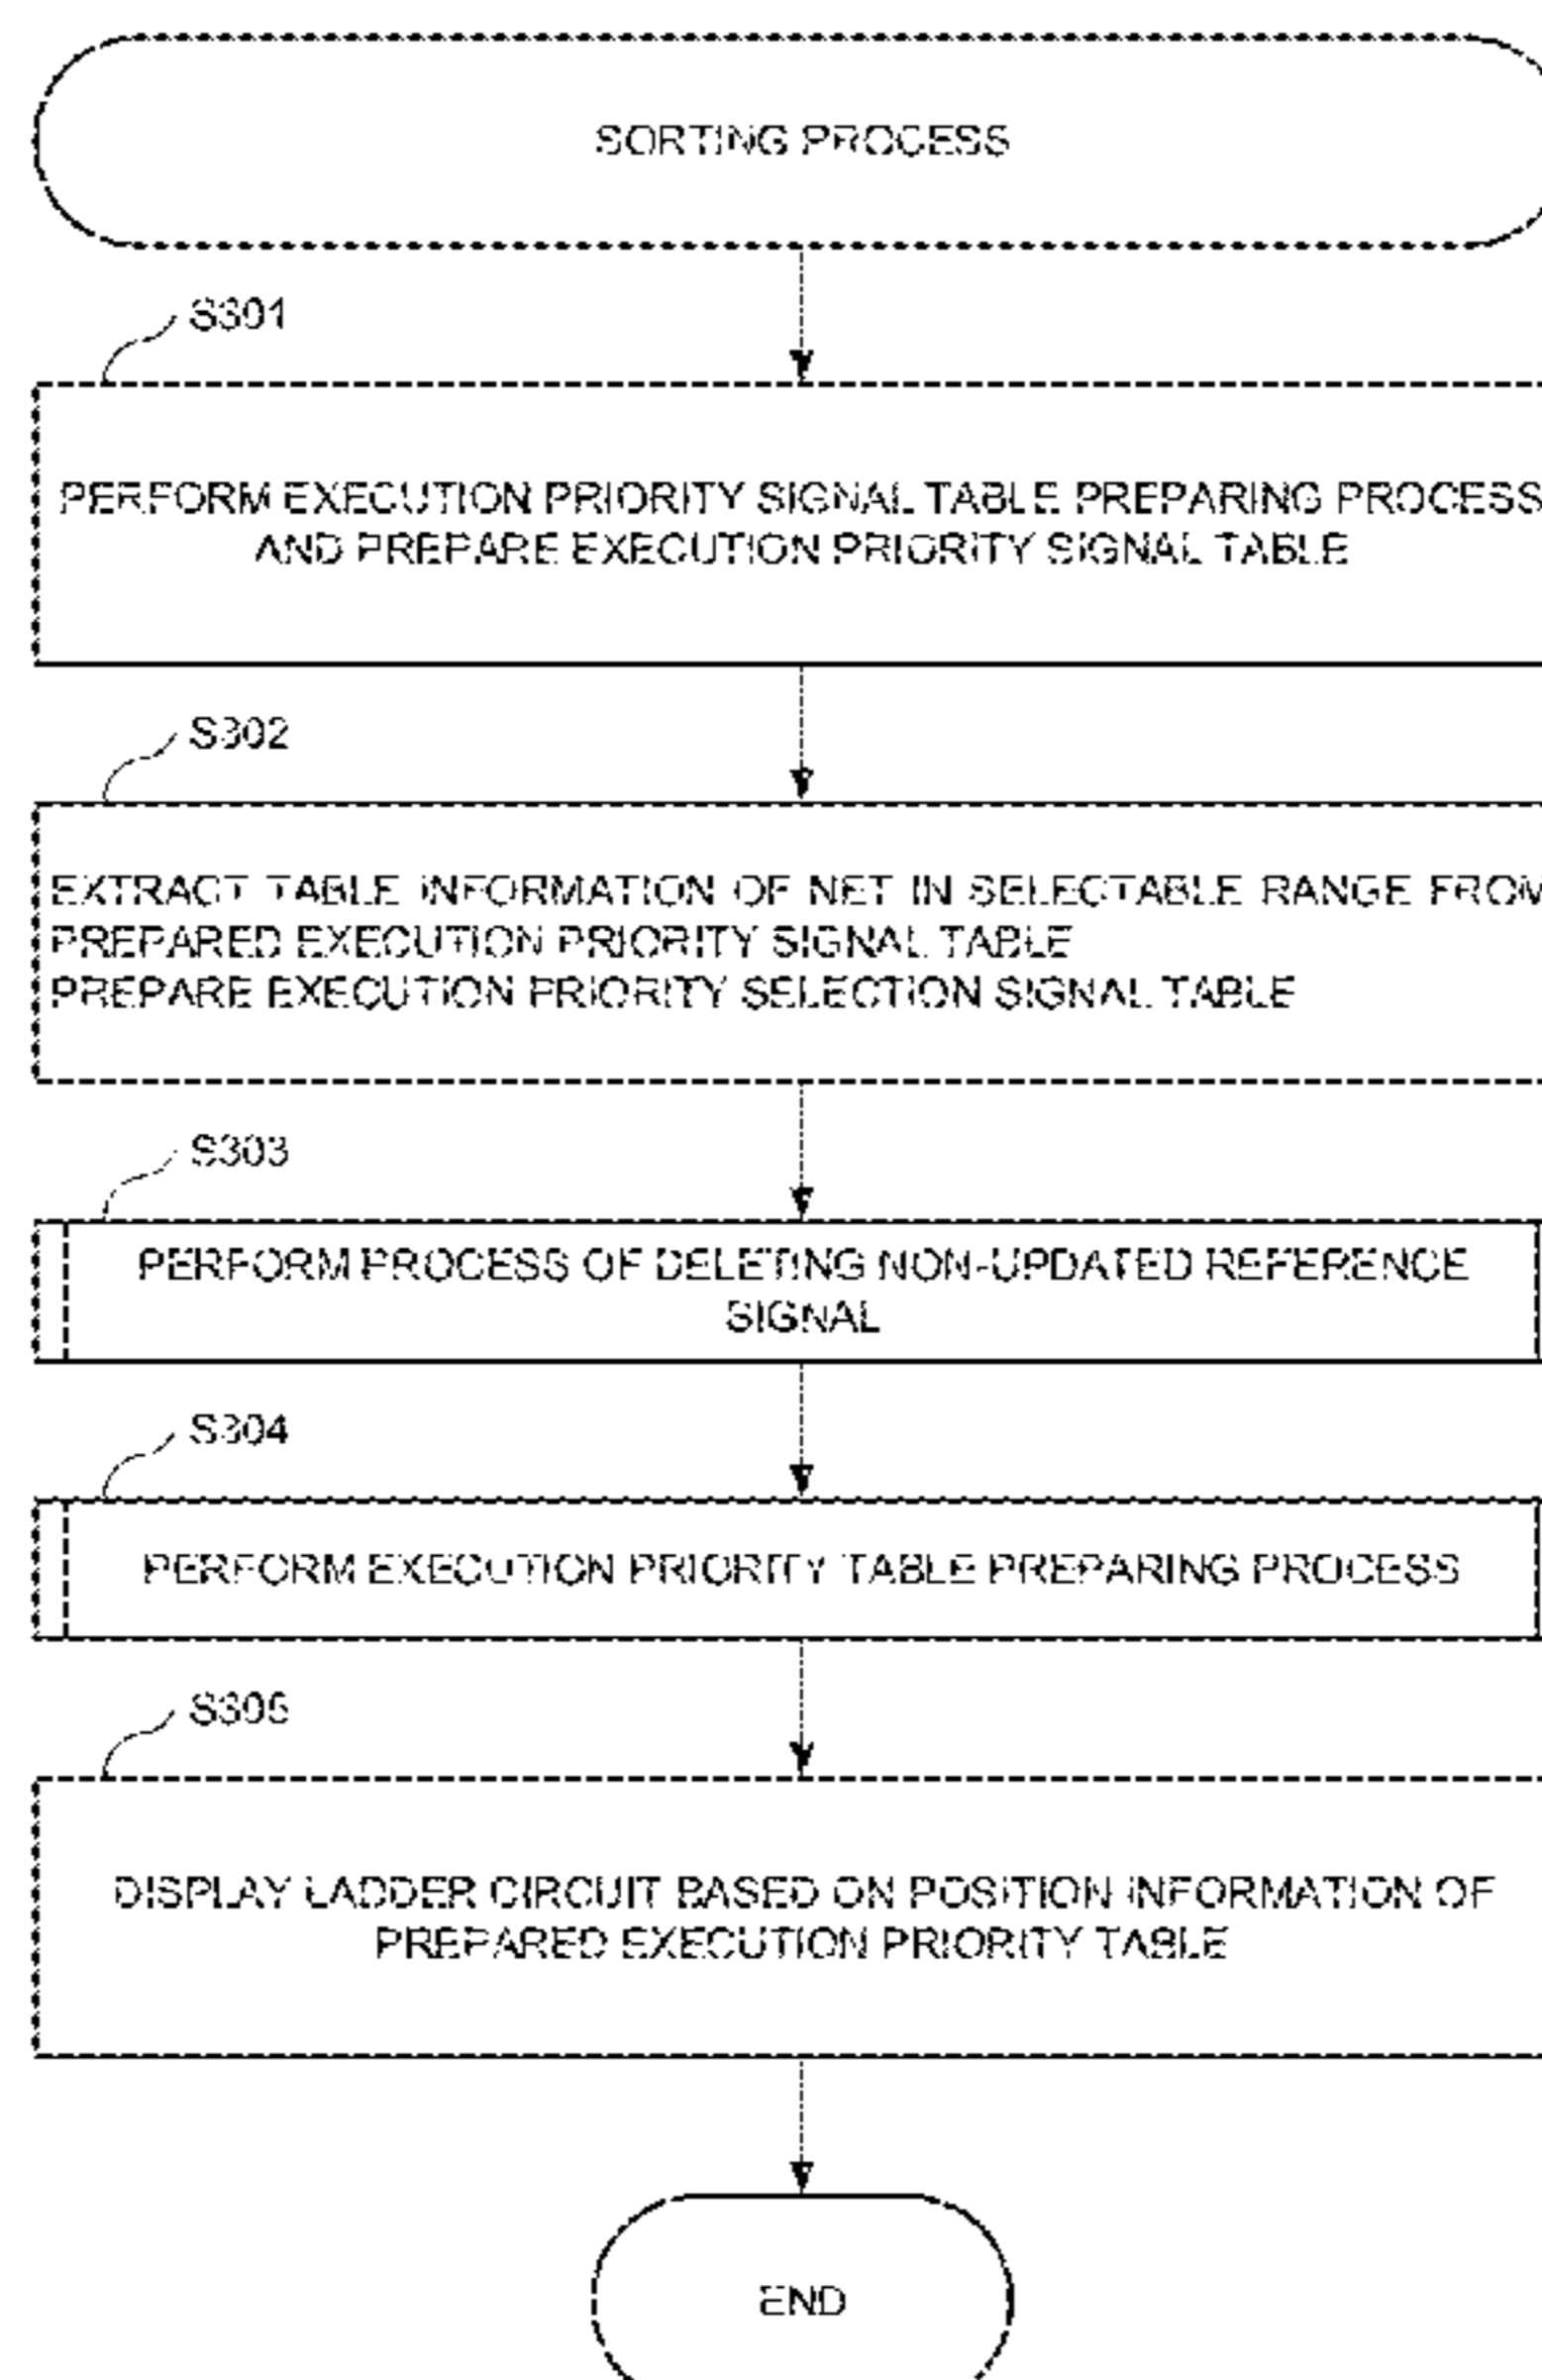 SORTING PROCESS
S301
PERFORM EXECUTION PRIORITY SIGNAL TABLE PREPARING PROCESS
AND PREPARE EXECUTION PRIORITY SIGNAL TABLE
S302
EXTRACT TABLE INFORMATION OF NET IN SELECTABLE RANGE FROM
PREPARED EXECUTION PRIORITY SIGNAL TABLE
PREPARE EXECUTION PRIORITY SELECTION SIGNAL TABLE
S303
PERFORM PROCESS OF DELETING NON-UPDATED REFERENCE
SIGNAL
S304
PERFORM EXECUTION PRIORITY TABLE PREPARING PROCESS
S305
DISPLAY LADDER CIRCUIT BASED ON POSITION INFORMATION OF
PREPARED EXECUTION PRIORITY TABLE
END